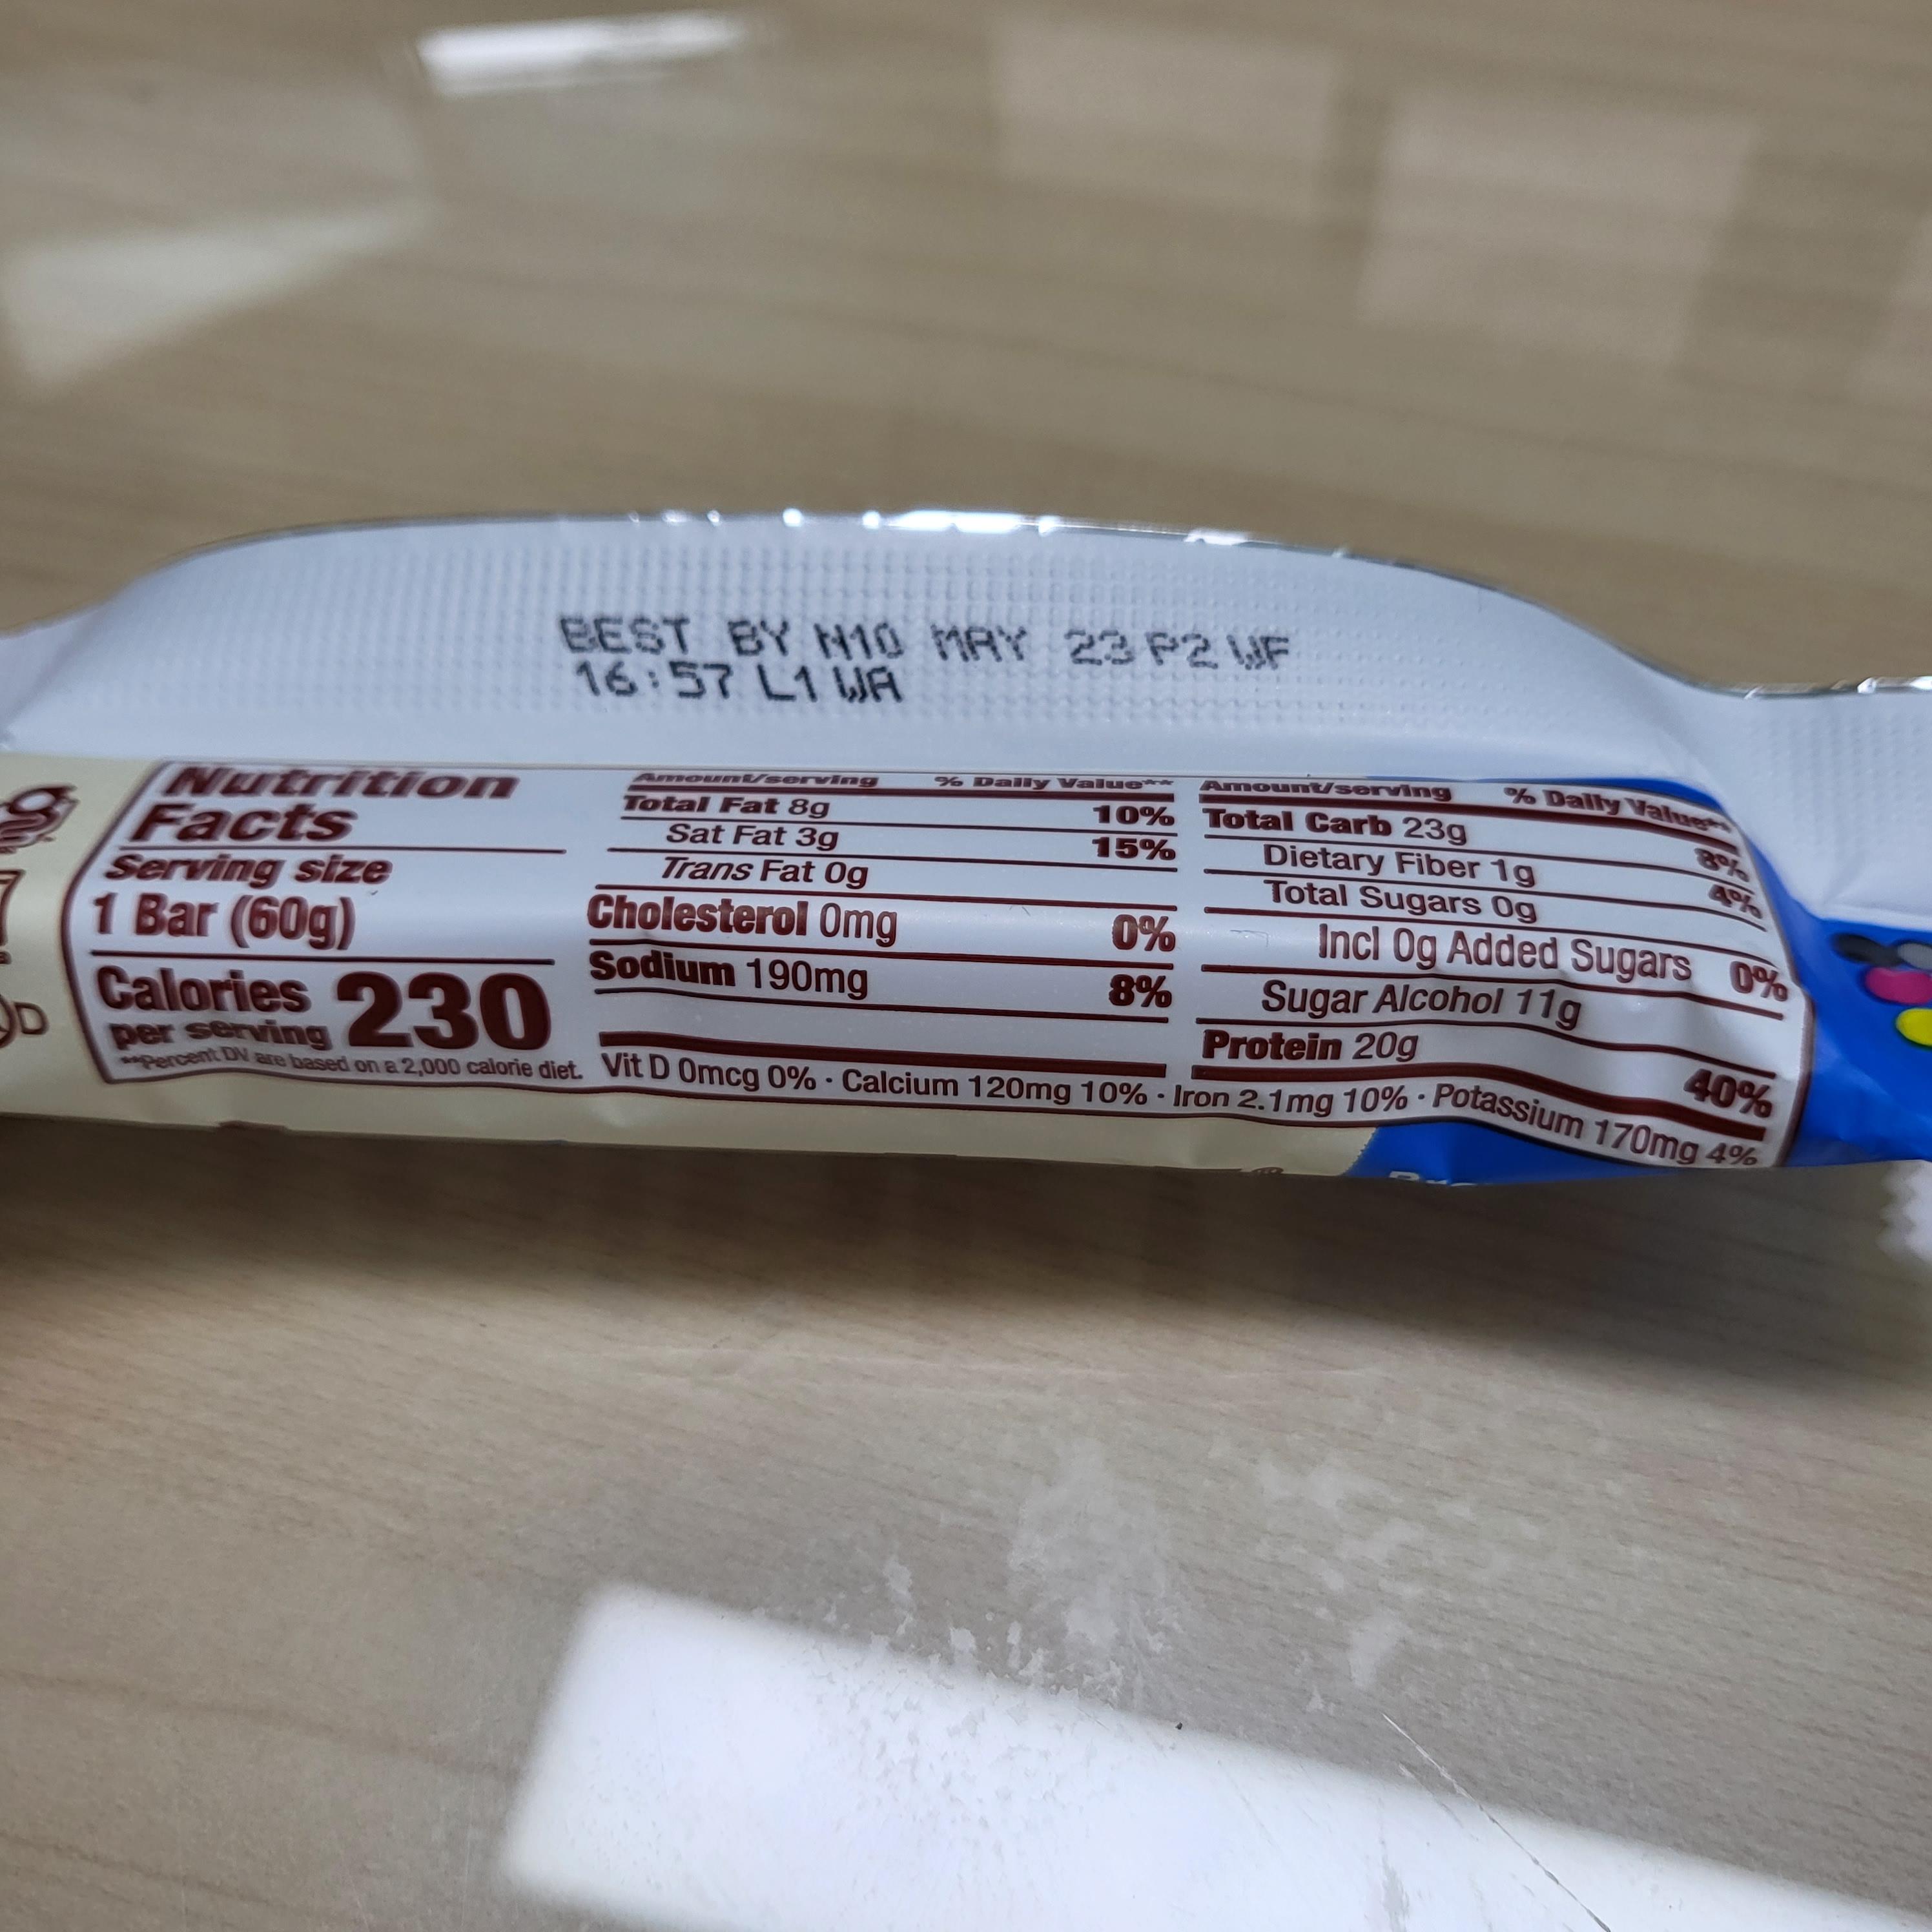 BEST BY N10 MAY 23 P2 WF
16:57 L1 WA
Nutrition
Facts
Serving size
1 Bar (60g)
Calories 230
per serving
**Percent DV are based on a 2,000 calorie diet.
Amount/serving % Daily Value**
Total Fat 8g 10%
Sat Fat 3g 15%
Trans Fat 0g
Cholesterol 0mg 0%
Sodium 190mg 8%
Amount/serving % Daily Value**
Total Carb 23g 8%
Dietary Fiber 1g 4%
Total Sugars 0g
Incl 0g Added Sugars 0%
Sugar Alcohol 11g
Protein 20g 40%
Vit D 0mcg 0% · Calcium 120mg 10% · Iron 2.1mg 10% · Potassium 170mg 4%
D